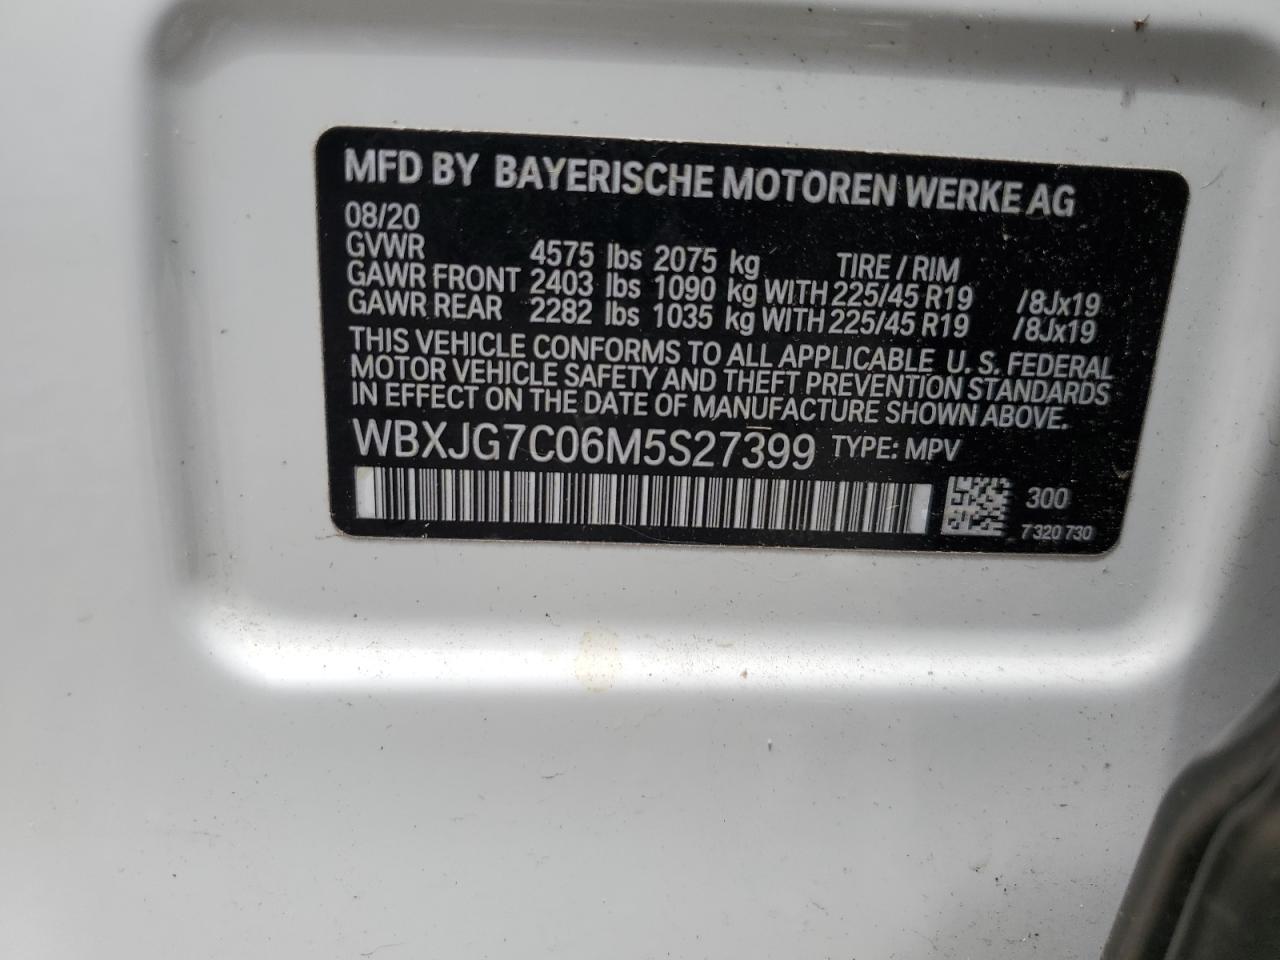 MFD BY BAYERISCHE MOTOREN WERKE AG
08/20
GVWR 4575 lbs 2075 kg TIRE / RIM
GAWR FRONT 2403 lbs 1090 kg WITH 225/45 R19 /8Jx19
GAWR REAR 2282 lbs 1035 kg WITH 225/45 R19 /8Jx19
THIS VEHICLE CONFORMS TO ALL APPLICABLE U. S. FEDERAL
MOTOR VEHICLE SAFETY AND THEFT PREVENTION STANDARDS
IN EFFECT ON THE DATE OF MANUFACTURE SHOWN ABOVE.
WBXJG7C06M5S27399 TYPE: MPV
300
7 320 730